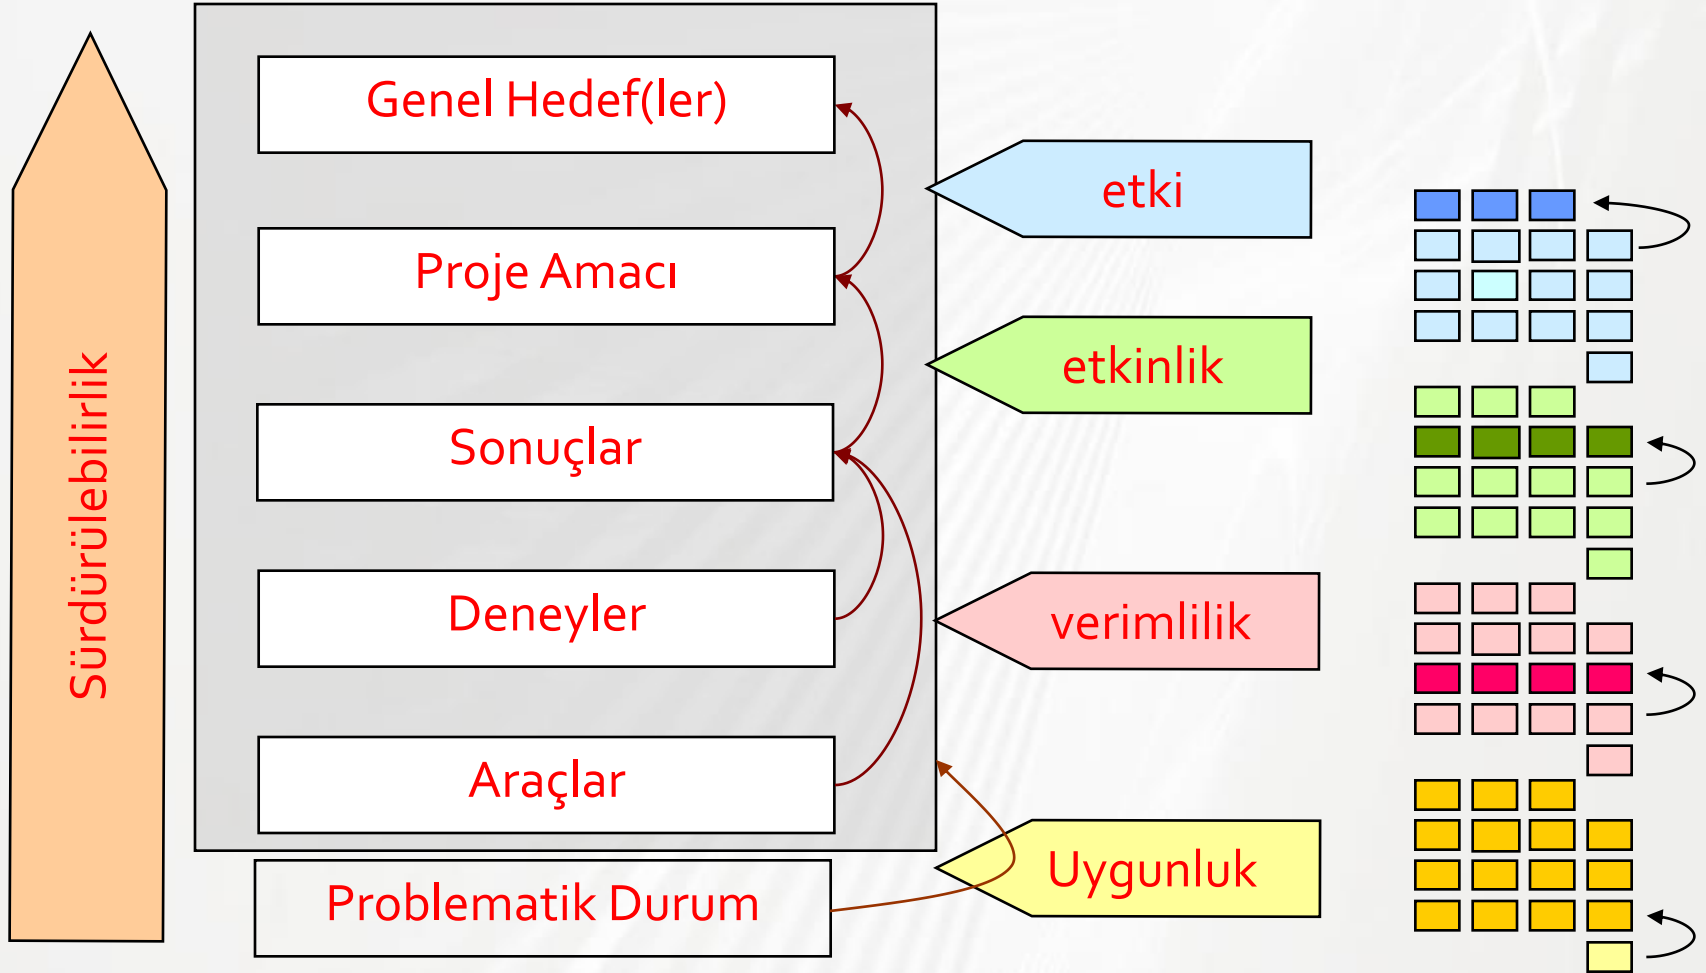 Sürdürülebilirlik
Genel Hedef(ler)
Proje Amacı
Sonuçlar
Deneyler
Araçlar
Problematik Durum
etki
etkinlik
verimlilik
Uygunluk